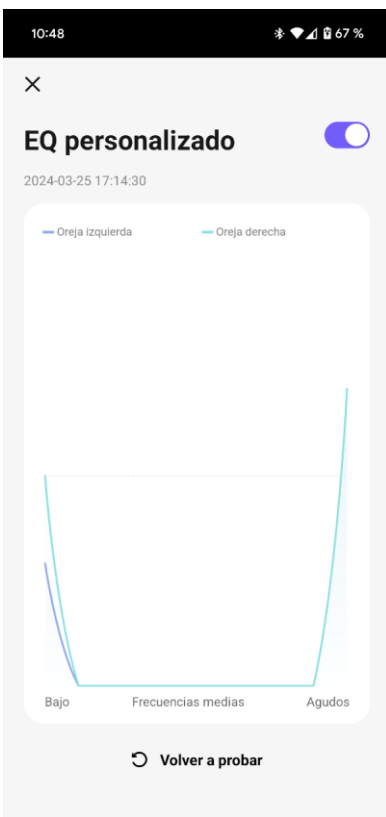 10:48 67 %
EQ personalizado
2024-03-25 17:14:30
Oreja izquierda Oreja derecha
Bajo Frecuencias medias Agudos
Volver a probar